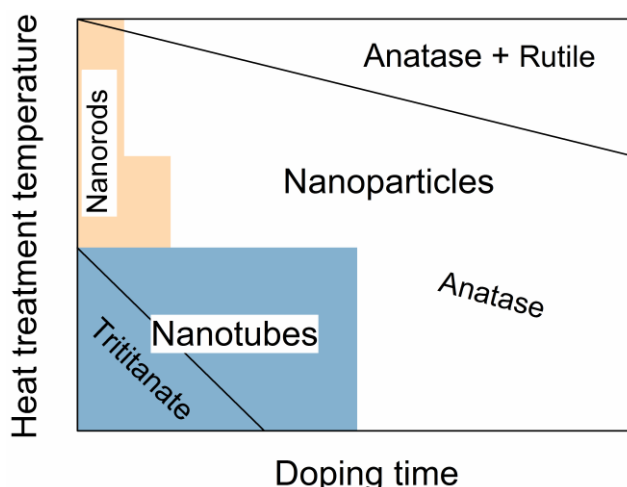 Heat treatment temperature
Anatase + Rutile
Nanorods
Nanoparticles
Anatase
Nanotubes
Trititanate
Doping time